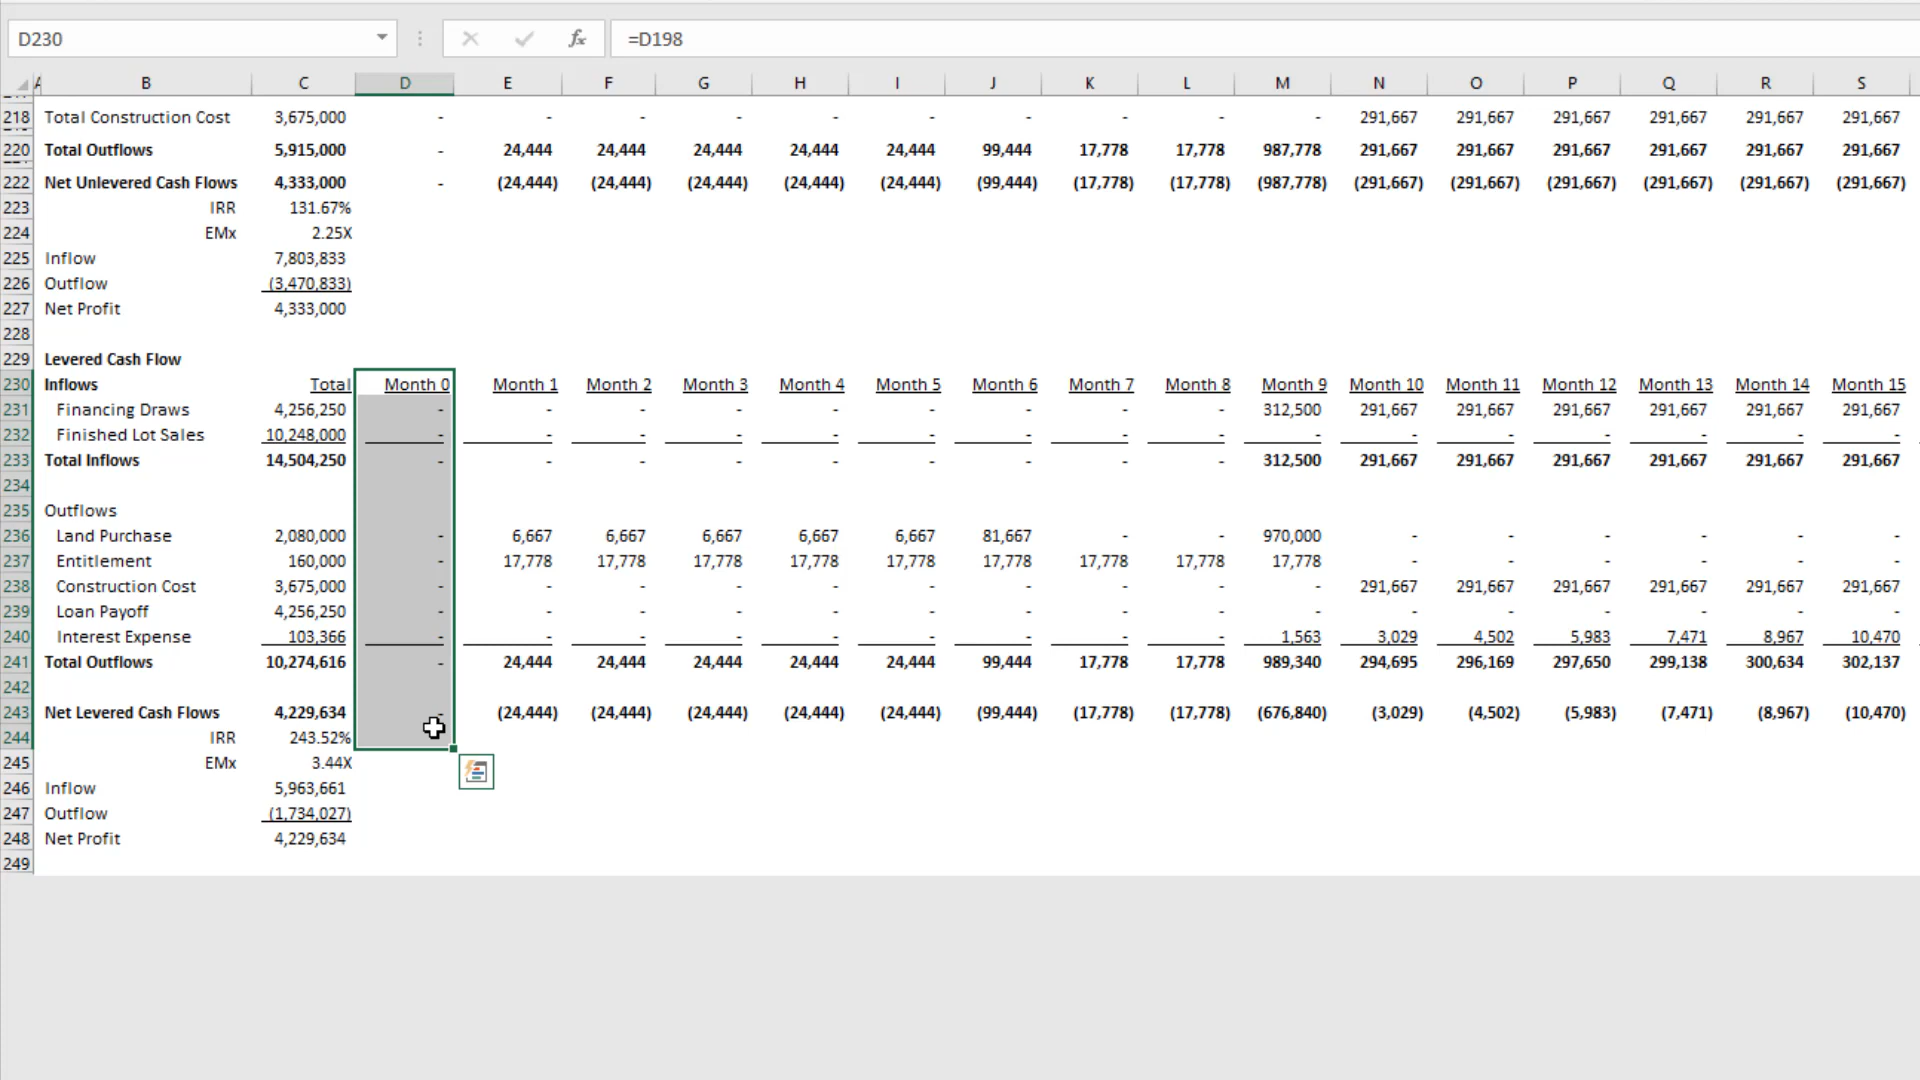 D230 fx =D198
A B C D E F G H I J K L M N O P Q R S
218 Total Construction Cost 3,675,000 - - - - - - - - - - 291,667 291,667 291,667 291,667 291,667 291,667
220 Total Outflows 5,915,000 - 24,444 24,444 24,444 24,444 24,444 99,444 17,778 17,778 987,778 291,667 291,667 291,667 291,667 291,667 291,667
222 Net Unlevered Cash Flows 4,333,000 - (24,444) (24,444) (24,444) (24,444) (24,444) (99,444) (17,778) (17,778) (987,778) (291,667) (291,667) (291,667) (291,667) (291,667) (291,667)
223 IRR 131.67%
224 EMx 2.25X
225 Inflow 7,803,833
226 Outflow (3,470,833)
227 Net Profit 4,333,000
228
229 Levered Cash Flow
230 Inflows Total Month 0 Month 1 Month 2 Month 3 Month 4 Month 5 Month 6 Month 7 Month 8 Month 9 Month 10 Month 11 Month 12 Month 13 Month 14 Month 15
231 Financing Draws 4,256,250 - - - - - - - - - 312,500 291,667 291,667 291,667 291,667 291,667 291,667
232 Finished Lot Sales 10,248,000 - - - - - - - - - - - - - - - -
233 Total Inflows 14,504,250 - - - - - - - - - 312,500 291,667 291,667 291,667 291,667 291,667 291,667
234
235 Outflows
236 Land Purchase 2,080,000 - 6,667 6,667 6,667 6,667 6,667 81,667 - - 970,000 - - - - - -
237 Entitlement 160,000 - 17,778 17,778 17,778 17,778 17,778 17,778 17,778 17,778 17,778 - - - - - -
238 Construction Cost 3,675,000 - - - - - - - - - - 291,667 291,667 291,667 291,667 291,667 291,667
239 Loan Payoff 4,256,250 - - - - - - - - - - - - - - - -
240 Interest Expense 103,366 - - - - - - - - - 1,563 3,029 4,502 5,983 7,471 8,967 10,470
241 Total Outflows 10,274,616 - 24,444 24,444 24,444 24,444 24,444 99,444 17,778 17,778 989,340 294,695 296,169 297,650 299,138 300,634 302,137
242
243 Net Levered Cash Flows 4,229,634 - (24,444) (24,444) (24,444) (24,444) (24,444) (99,444) (17,778) (17,778) (676,840) (3,029) (4,502) (5,983) (7,471) (8,967) (10,470)
244 IRR 243.52%
245 EMx 3.44X
246 Inflow 5,963,661
247 Outflow (1,734,027)
248 Net Profit 4,229,634
249